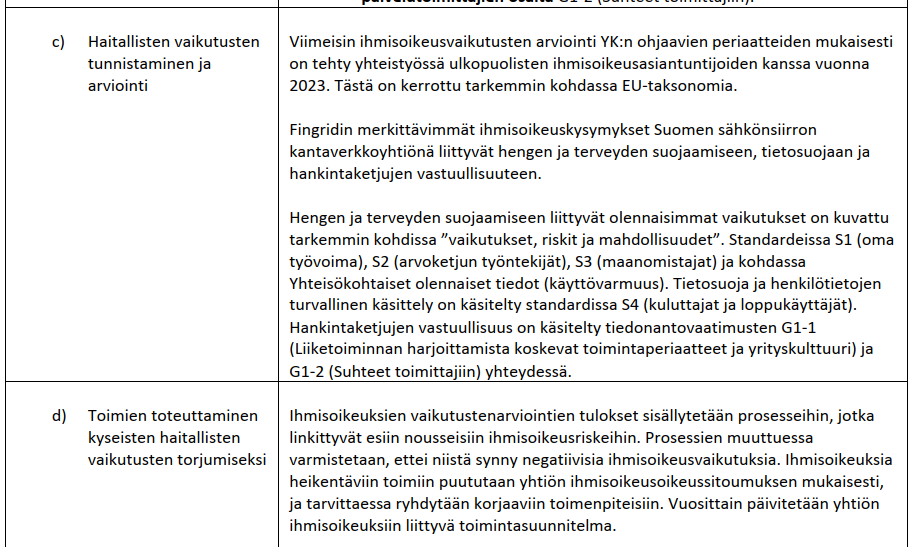 palvelutoimittajien osalta G1-2 (Suhteet toimittajiin).
c) Haitallisten vaikutusten
tunnistaminen ja
arviointi
Viimeisin ihmisoikeusvaikutusten arviointi YK:n ohjaavien periaatteiden mukaisesti
on tehty yhteistyössä ulkopuolisten ihmisoikeusasiantuntijoiden kanssa vuonna
2023. Tästä on kerrottu tarkemmin kohdassa EU-taksonomia.
Fingridin merkittävimmät ihmisoikeuskysymykset Suomen sähkönsiirron
kantaverkkoyhtiönä liittyvät hengen ja terveyden suojaamiseen, tietosuojaan ja
hankintaketjujen vastuullisuuteen.
Hengen ja terveyden suojaamiseen liittyvät olennaisimmat vaikutukset on kuvattu
tarkemmin kohdissa ”vaikutukset, riskit ja mahdollisuudet”. Standardeissa S1 (oma
työvoima), S2 (arvoketjun työntekijät), S3 (maanomistajat) ja kohdassa
Yhteisökohtaiset olennaiset tiedot (käyttövarmuus). Tietosuoja ja henkilötietojen
turvallinen käsittely on käsitelty standardissa S4 (kuluttajat ja loppukäyttäjät).
Hankintaketjujen vastuullisuus on käsitelty tiedonantovaatimusten G1-1
(Liiketoiminnan harjoittamista koskevat toimintaperiaatteet ja yrityskulttuuri) ja
G1-2 (Suhteet toimittajiin) yhteydessä.
d) Toimien toteuttaminen
kyseisten haitallisten
vaikutusten torjumiseksi
Ihmisoikeuksien vaikutustenarviointien tulokset sisällytetään prosesseihin, jotka
linkittyvät esiin nousseisiin ihmisoikeusriskeihin. Prosessien muuttuessa
varmistetaan, ettei niistä synny negatiivisia ihmisoikeusvaikutuksia. Ihmisoikeuksia
heikentäviin toimiin puututaan yhtiön ihmisoikeusoikeussitoumuksen mukaisesti,
ja tarvittaessa ryhdytään korjaaviin toimenpiteisiin. Vuosittain päivitetään yhtiön
ihmisoikeuksiin liittyvä toimintasuunnitelma.